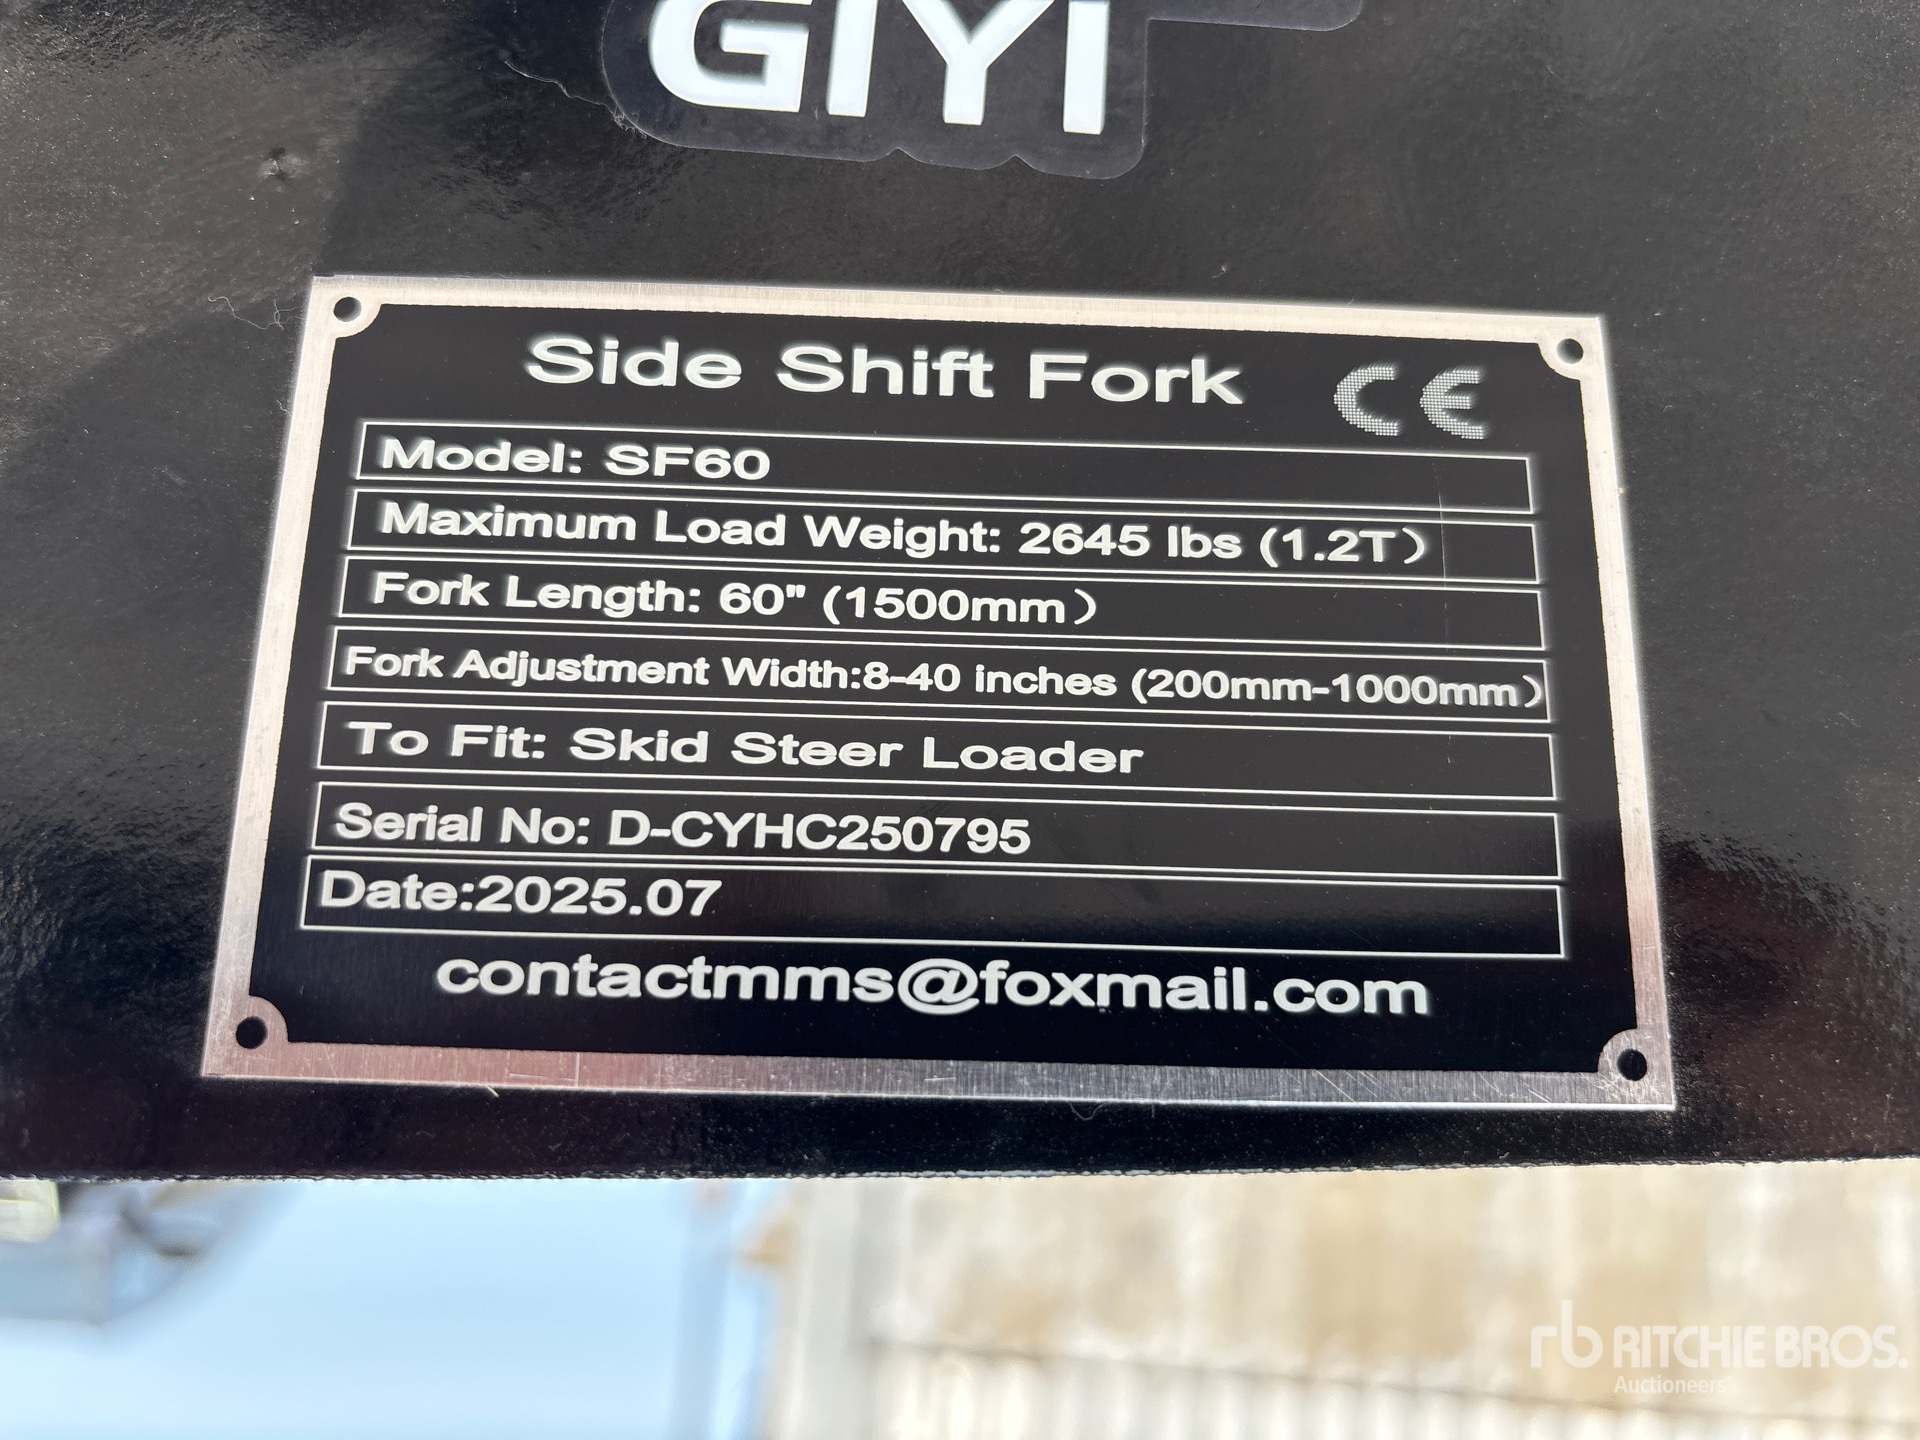 GIYI
Side Shift Fork CE
Model: SF60
Maximum Load Weight: 2645 lbs (1.2T）
Fork Length: 60" (1500mm）
Fork Adjustment Width:8-40 inches (200mm-1000mm）
To Fit: Skid Steer Loader
Serial No: D-CYHC250795
Date:2025.07
contactmms@foxmail.com
rb RITCHIE BROS.
Auctioneers